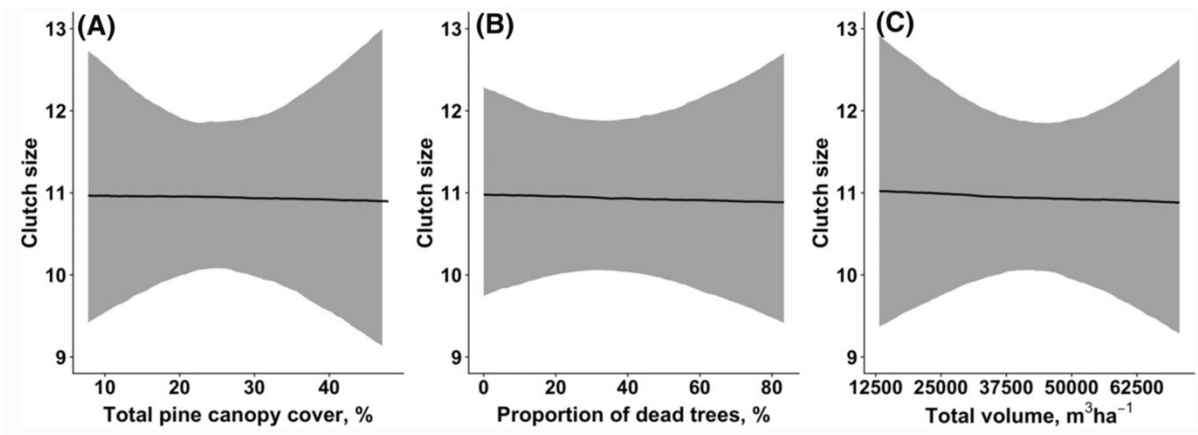 (A)
13
12
11
10
9
Clutch size
10 20 30 40
Total pine canopy cover, %
(B)
13
12
11
10
9
Clutch size
0 20 40 60 80
Proportion of dead trees, %
(C)
13
12
11
10
9
Clutch size
12500 25000 37500 50000 62500
Total volume, m³ha⁻¹